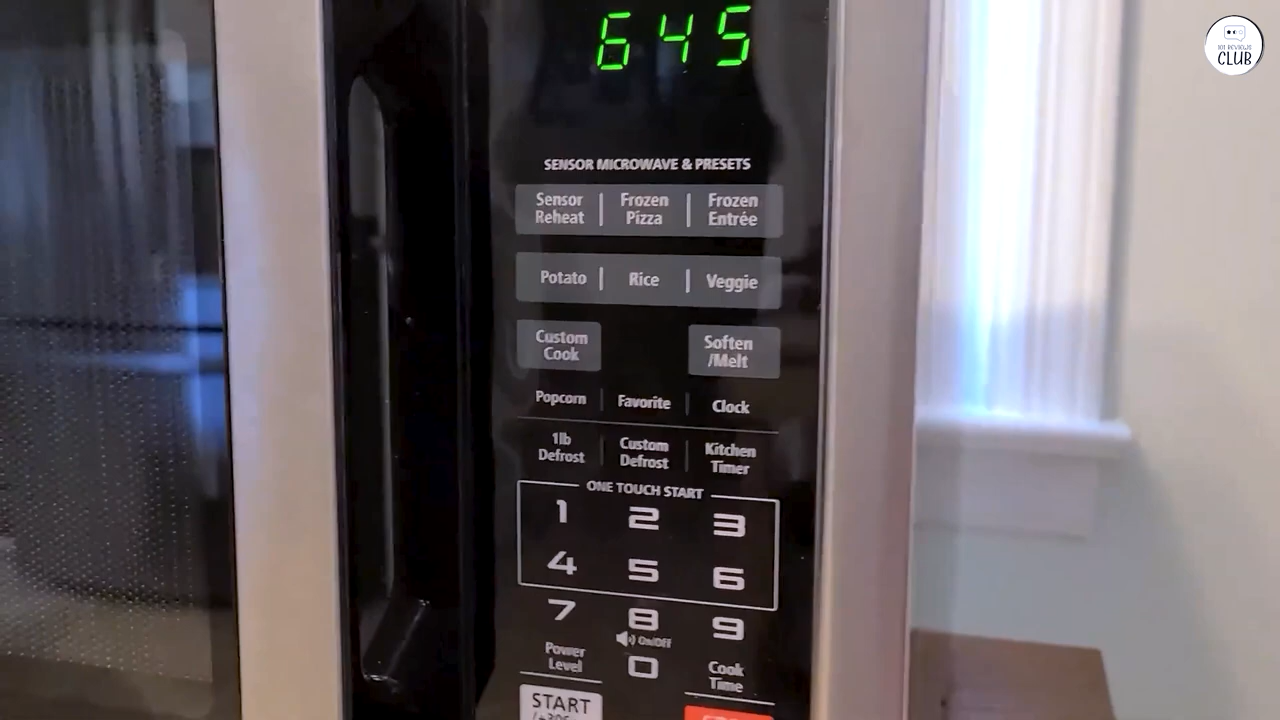 645
101 REVIEWS
CLUB
SENSOR MICROWAVE & PRESETS
Sensor Reheat | Frozen Pizza | Frozen Entrée
Potato | Rice | Veggie
Custom Cook
Soften /Melt
Popcorn | Favorite | Clock
1lb Defrost | Custom Defrost | Kitchen Timer
ONE TOUCH START
1 2 3
4 5 6
7 8 9
On/Off
Power Level
0
Cook Time
START